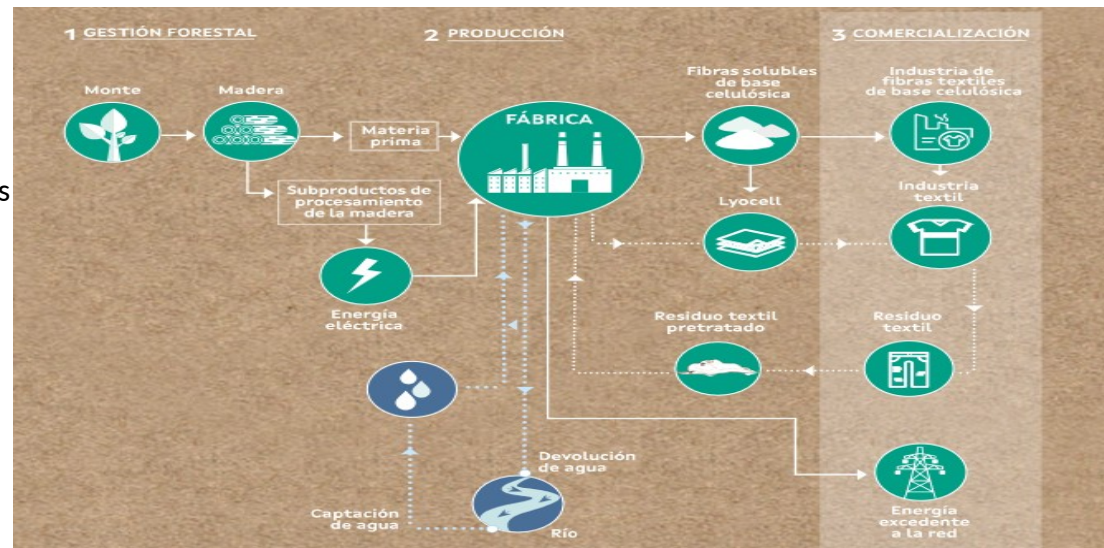 1 GESTIÓN FORESTAL
2 PRODUCCIÓN
3 COMERCIALIZACIÓN
Monte
Madera
Materia
prima
Subproductos de
procesamiento
de la madera
Energía
eléctrica
FÁBRICA
Fibras solubles
de base
celulósica
Industria de
fibras textiles
de base celulósica
Lyocell
Industria
textil
Residuo textil
pretratado
Residuo
textil
Devolución
de agua
Captación
de agua
Río
Energía
excedente
a la red
s